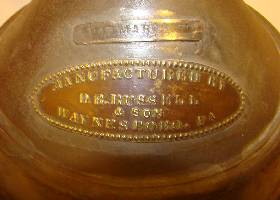 MANUFACTURED BY
D.B. RUSSELL
& SON
WAYNESBORO, PA